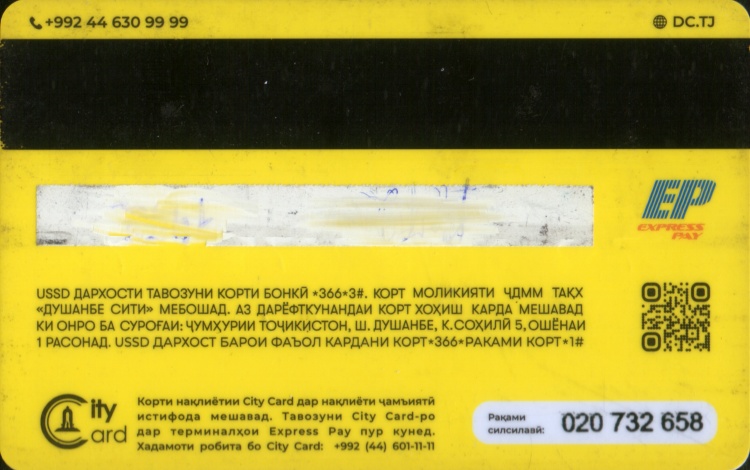 +992 44 630 99 99
DC.TJ
EP
EXPRESS
PAY
USSD ДАРХОСТИ ТАВОЗУНИ КОРТИ БОНКӢ *366*3#. КОРТ МОЛИКИЯТИ ҶДММ ТАКХ
«ДУШАНБЕ СИТИ» МЕБОШАД. АЗ ДАРЁФТКУНАНДАИ КОРТ ХОҲИШ КАРДА МЕШАВАД
КИ ОНРО БА СУРОҒАИ: ҶУМҲУРИИ ТОҶИКИСТОН, Ш. ДУШАНБЕ, К. СОҲИЛӢ 5, ОШЁНАИ
1 РАСОНАД. USSD ДАРХОСТ БАРОИ ФАЪОЛ КАРДАНИ КОРТ*366*РАКАМИ КОРТ*1#
City
Card
Корти нақлиётии City Card дар нақлиёти ҷамъиятӣ
истифода мешавад. Тавозуни City Card-ро
дар терминалҳои Express Pay пур кунед.
Хадамоти робита бо City Card: +992 (44) 601-11-11
Рақами
силсилавӣ:
020 732 658